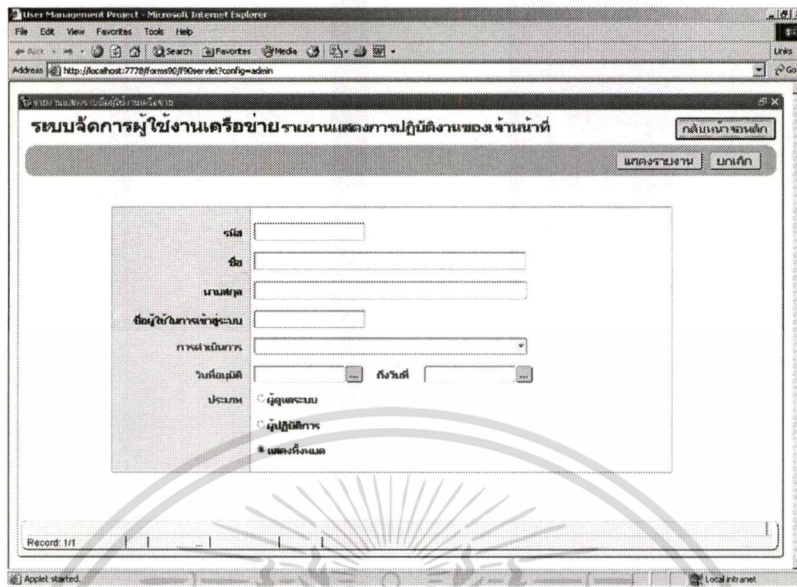 User Management Project - Microsoft Internet Explorer
File Edit View Favorites Tools Help
Back Search Favorites Media Links
Address http://localhost:7778/forms90/f90servlet?config=admin Go
ระบบจัดการผู้ใช้งานเครือข่าย รายงานแสดงการปฏิบัติงานของเจ้าหน้าที่ กลับหน้าจอหลัก
แสดงรายงาน ยกเลิก
รหัส
ชื่อ
นามสกุล
ชื่อผู้ใช้ในการเข้าสู่ระบบ
การดำเนินการ
วันที่อนุมัติ ... ถึงวันที่ ...
ประเภท ผู้ดูแลระบบ
ผู้ปฏิบัติการ
แสดงทั้งหมด
Record: 1/1 ...
Applet started. Local intranet